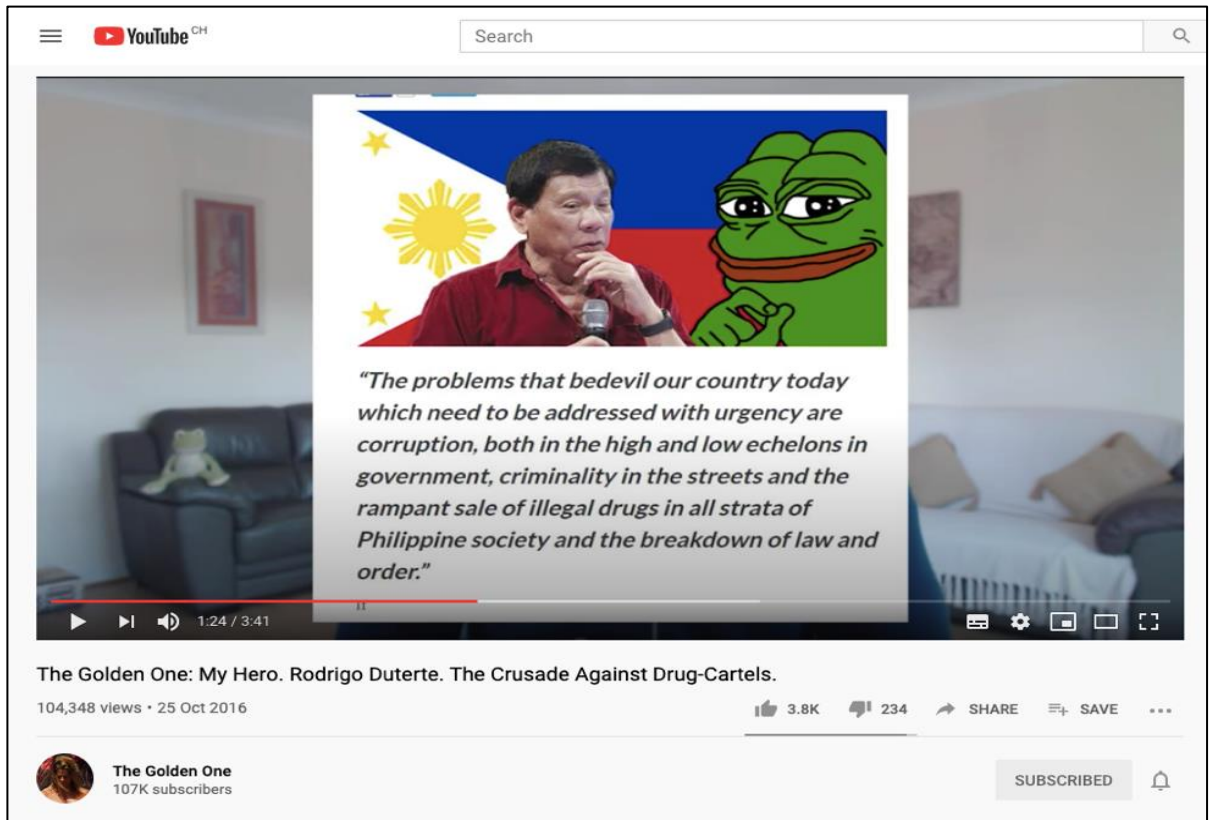 YouTube CH
Search
“The problems that bedevil our country today
which need to be addressed with urgency are
corruption, both in the high and low echelons in
government, criminality in the streets and the
rampant sale of illegal drugs in all strata of
Philippine society and the breakdown of law and
order.”
1:24 / 3:41
The Golden One: My Hero. Rodrigo Duterte. The Crusade Against Drug-Cartels.
104,348 views • 25 Oct 2016
3.8K 234 SHARE SAVE
The Golden One
107K subscribers
SUBSCRIBED